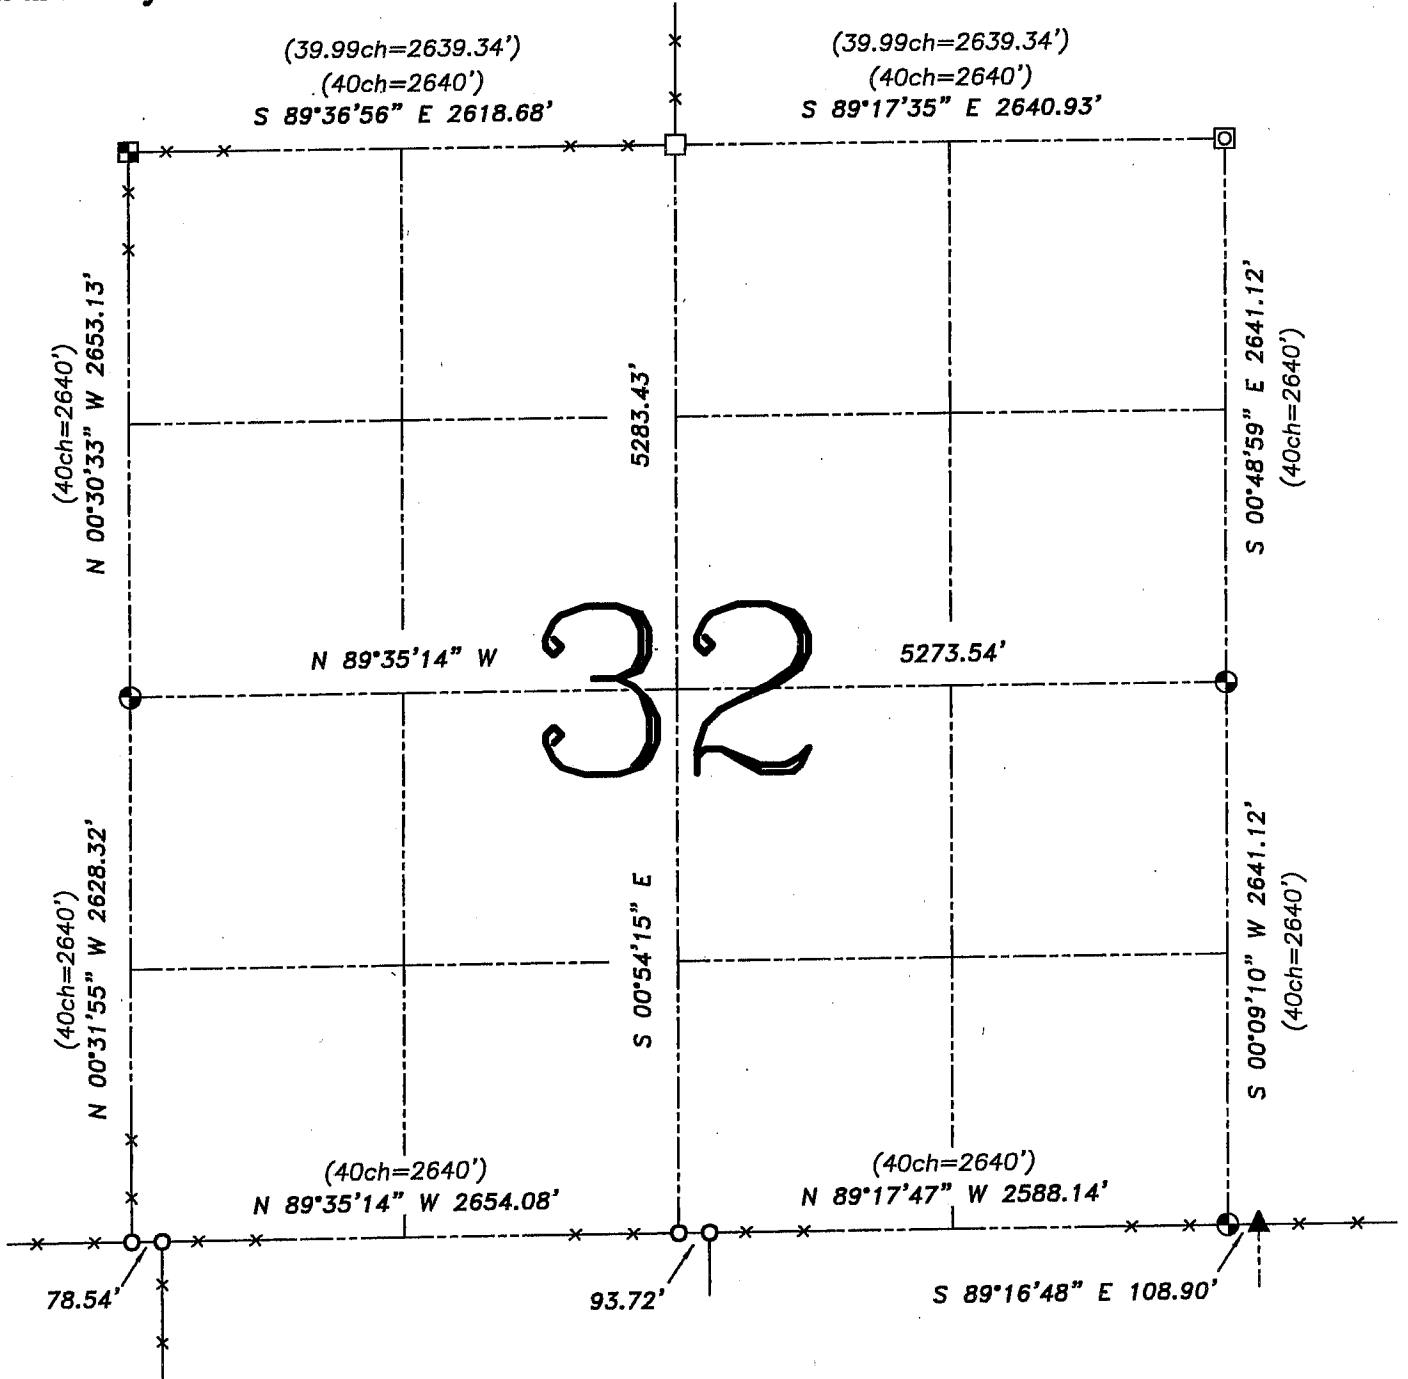 (39.99ch=2639.34')
(40ch=2640')
S 89°36'56" E 2618.68'
(39.99ch=2639.34')
(40ch=2640')
S 89°17'35" E 2640.93'
(40ch=2640')
N 00°30'33" W 2653.13'
5283.43'
S 00°48'59" E 2641.12'
(40ch=2640')
N 89°35'14" W
32
5273.54'
(40ch=2640')
N 00°31'55" W 2628.32'
S 00°54'15" E
S 00°09'10" W 2641.12'
(40ch=2640')
(40ch=2640')
N 89°35'14" W 2654.08'
(40ch=2640')
N 89°17'47" W 2588.14'
78.54'
93.72'
S 89°16'48" E 108.90'